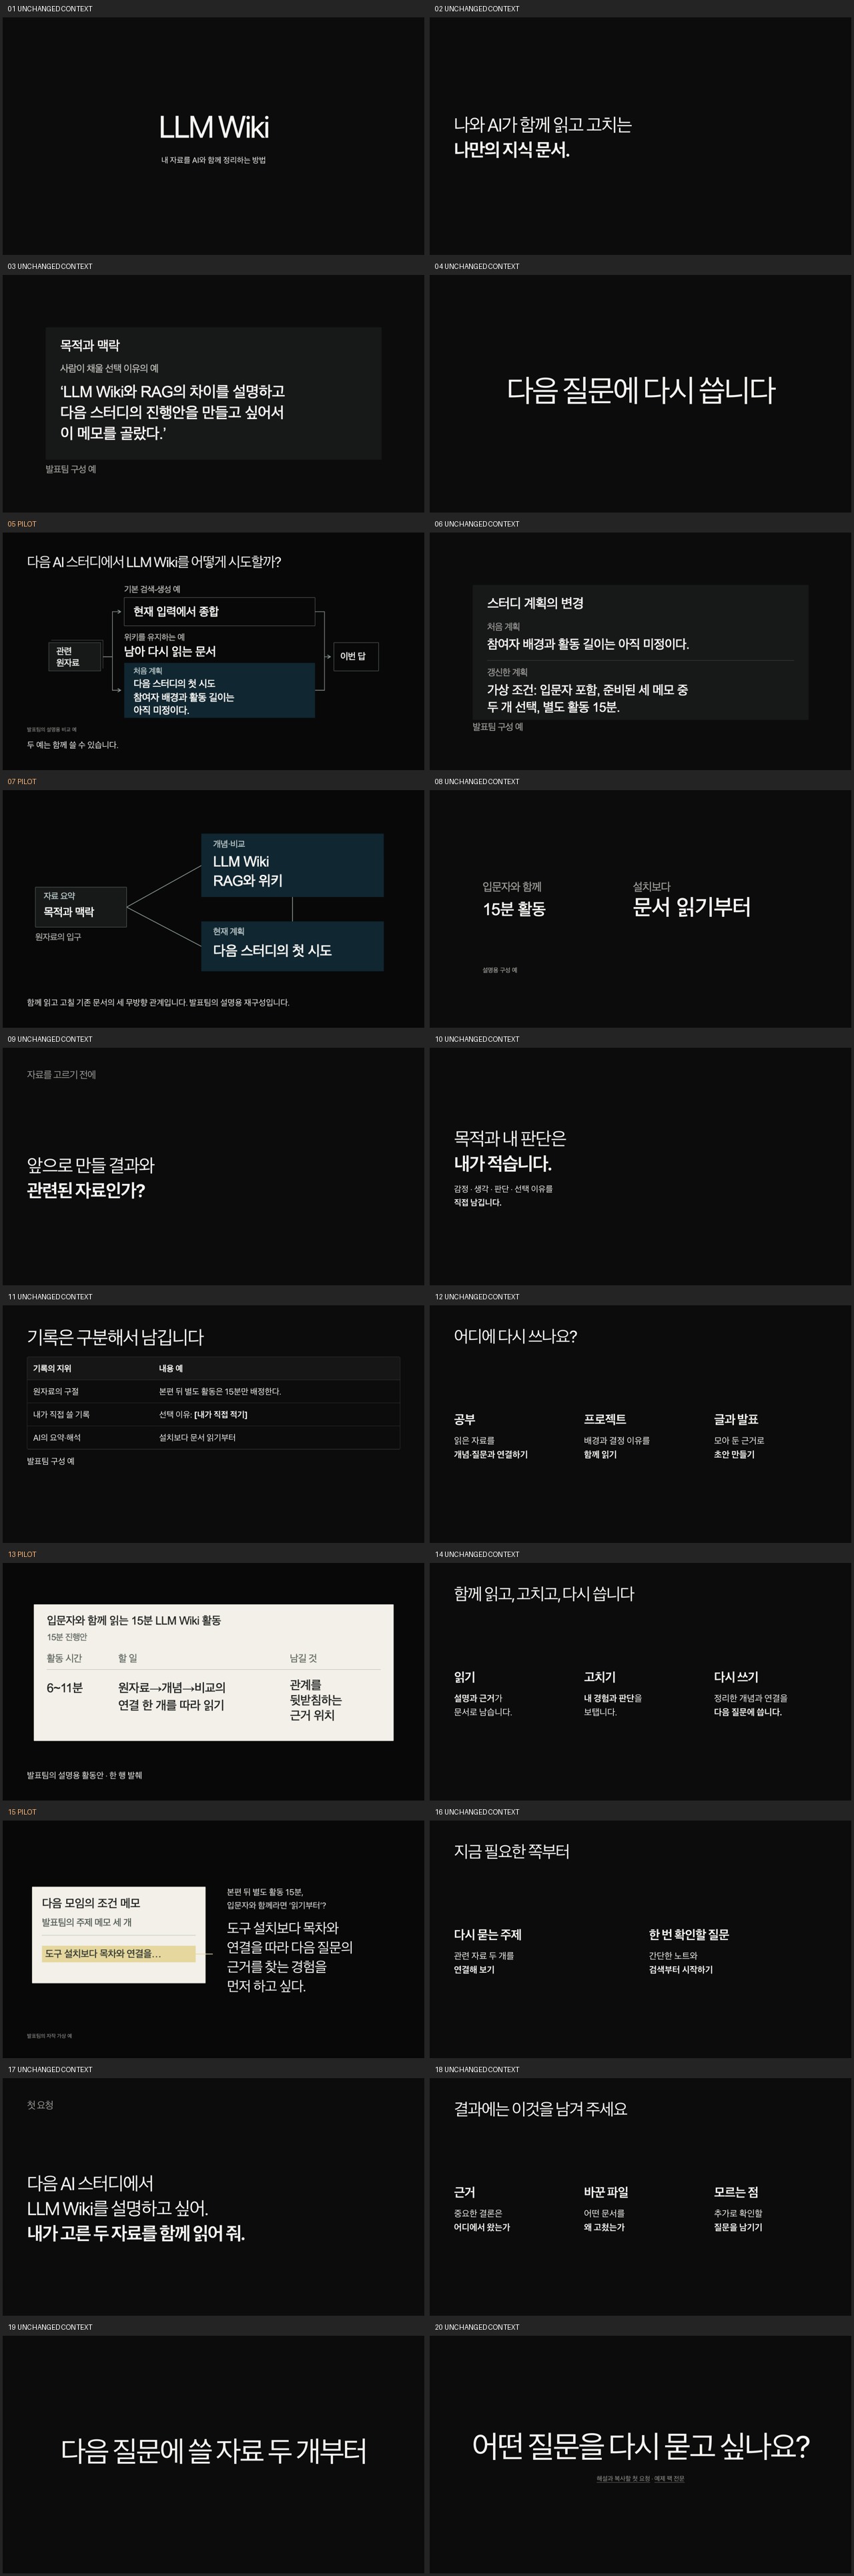 01 UNCHANGED CONTEXT
LLM Wiki
내 자료를 AI와 함께 정리하는 방법
02 UNCHANGED CONTEXT
나와 AI가 함께 읽고 고치는
나만의 지식 문서.
03 UNCHANGED CONTEXT
목적과 맥락
사람이 채울 선택 이유의 예
‘LLM Wiki와 RAG의 차이를 설명하고
다음 스터디의 진행안을 만들고 싶어서
이 메모를 골랐다.’
발표팀 구성 예
04 UNCHANGED CONTEXT
다음 질문에 다시 씁니다
05 PILOT
다음 AI 스터디에서 LLM Wiki를 어떻게 시도할까?
기본 검색·생성 예
현재 입력에서 종합
위키를 유지하는 예
남아 다시 읽는 문서
관련
원자료
처음 계획
다음 스터디의 첫 시도
참여자 배경과 활동 길이는
아직 미정이다.
이번 답
발표팀의 설명용 비교 예
두 예는 함께 쓸 수 있습니다.
06 UNCHANGED CONTEXT
스터디 계획의 변경
처음 계획
참여자 배경과 활동 길이는 아직 미정이다.
갱신한 계획
가상 조건: 입문자 포함, 준비된 세 메모 중
두 개 선택, 별도 활동 15분.
발표팀 구성 예
07 PILOT
개념·비교
LLM Wiki
RAG와 위키
자료 요약
목적과 맥락
원자료의 입구
현재 계획
다음 스터디의 첫 시도
함께 읽고 고칠 기존 문서의 세 무방향 관계입니다. 발표팀의 설명용 재구성입니다.
08 UNCHANGED CONTEXT
입문자와 함께
15분 활동
설치보다
문서 읽기부터
설명용 구성 예
09 UNCHANGED CONTEXT
자료를 고르기 전에
앞으로 만들 결과와
관련된 자료인가?
10 UNCHANGED CONTEXT
목적과 내 판단은
내가 적습니다.
감정 · 생각 · 판단 · 선택 이유를
직접 남깁니다.
11 UNCHANGED CONTEXT
기록은 구분해서 남깁니다
기록의 지위 내용 예
원자료의 구절 본편 뒤 별도 활동은 15분만 배정한다.
내가 직접 쓸 기록 선택 이유: [내가 직접 적기]
AI의 요약·해석 설치보다 문서 읽기부터
발표팀 구성 예
12 UNCHANGED CONTEXT
어디에 다시 쓰나요?
공부
읽은 자료를
개념·질문과 연결하기
프로젝트
배경과 결정 이유를
함께 읽기
글과 발표
모아 둔 근거로
초안 만들기
13 PILOT
입문자와 함께 읽는 15분 LLM Wiki 활동
15분 진행안
활동 시간 할 일 남길 것
6~11분
원자료→개념→비교의
연결 한 개를 따라 읽기
관계를
뒷받침하는
근거 위치
발표팀의 설명용 활동안 · 한 행 발췌
14 UNCHANGED CONTEXT
함께 읽고, 고치고, 다시 씁니다
읽기
설명과 근거가
문서로 남습니다.
고치기
내 경험과 판단을
보탭니다.
다시 쓰기
정리한 개념과 연결을
다음 질문에 씁니다.
15 PILOT
다음 모임의 조건 메모
발표팀의 주제 메모 세 개
도구 설치보다 목차와 연결을…
본편 뒤 별도 활동 15분,
입문자와 함께라면 ‘읽기부터’?
도구 설치보다 목차와
연결을 따라 다음 질문의
근거를 찾는 경험을
먼저 하고 싶다.
16 UNCHANGED CONTEXT
지금 필요한 쪽부터
다시 묻는 주제
관련 자료 두 개를
연결해 보기
한 번 확인할 질문
간단한 노트와
검색부터 시작하기
17 UNCHANGED CONTEXT
첫 요청
다음 AI 스터디에서
LLM Wiki를 설명하고 싶어.
내가 고른 두 자료를 함께 읽어 줘.
18 UNCHANGED CONTEXT
결과에는 이것을 남겨 주세요
근거
중요한 결론은
어디에서 왔는가
바꾼 파일
어떤 문서를
왜 고쳤는가
모르는 점
추가로 확인할
질문을 남기기
19 UNCHANGED CONTEXT
다음 질문에 쓸 자료 두 개부터
20 UNCHANGED CONTEXT
어떤 질문을 다시 묻고 싶나요?
해설과 복사할 첫 요청 · 예제 팩 전문